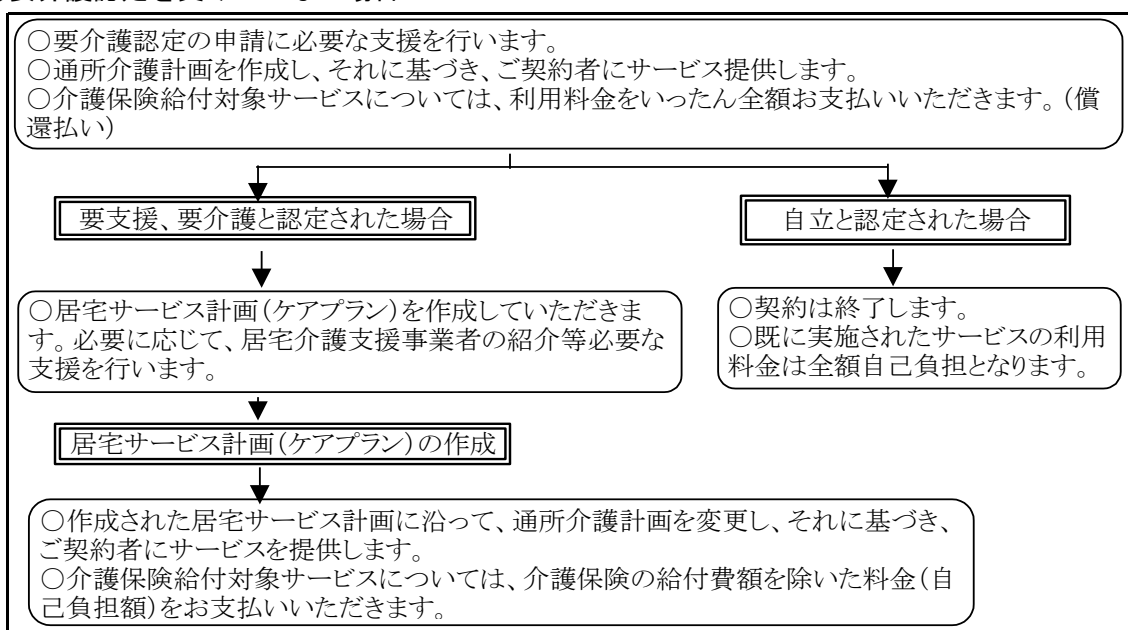 ○要介護認定の申請に必要な支援を行います。
○通所介護計画を作成し、それに基づき、ご契約者にサービス提供します。
○介護保険給付対象サービスについては、利用料金をいったん全額お支払いいただきます。(償
還払い)
要支援、要介護と認定された場合
自立と認定された場合
○居宅サービス計画(ケアプラン)を作成していただきま
す。必要に応じて、居宅介護支援事業者の紹介等必要な
支援を行います。
○契約は終了します。
○既に実施されたサービスの利用
料金は全額自己負担となります。
居宅サービス計画(ケアプラン)の作成
○作成された居宅サービス計画に沿って、通所介護計画を変更し、それに基づき、
ご契約者にサービスを提供します。
○介護保険給付対象サービスについては、介護保険の給付費額を除いた料金(自
己負担額)をお支払いいただきます。